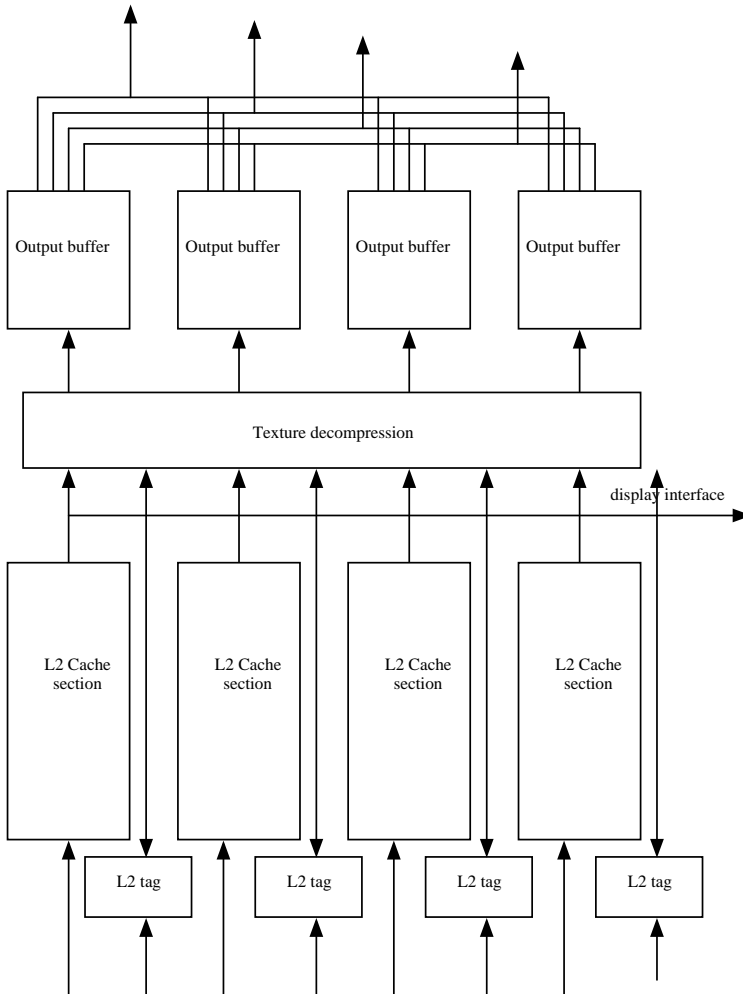 Output buffer
Output buffer
Output buffer
Output buffer
Texture decompression
display interface
L2 Cache
section
L2 Cache
section
L2 Cache
section
L2 Cache
section
L2 tag
L2 tag
L2 tag
L2 tag